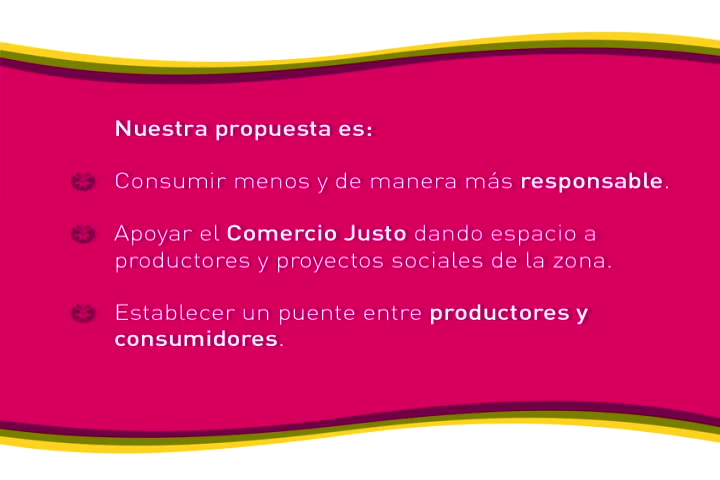 Nuestra propuesta es:
Consumir menos y de manera más responsable.
Apoyar el Comercio Justo dando espacio a
productores y proyectos sociales de la zona.
Establecer un puente entre productores y
consumidores.